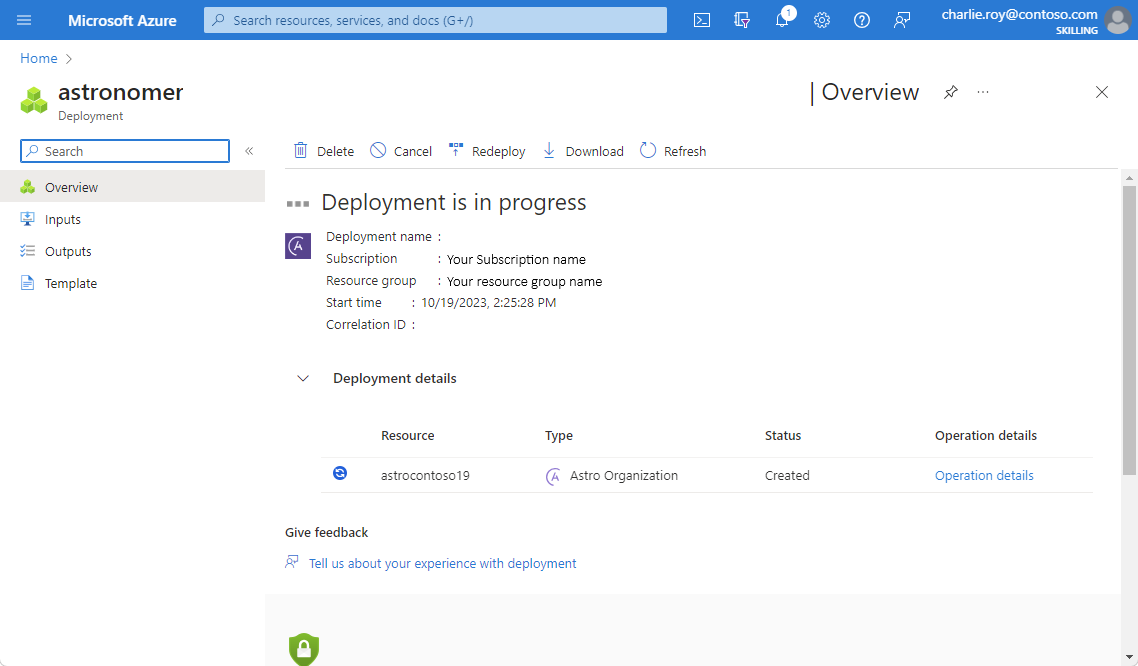 Microsoft Azure
Search resources, services, and docs (G+/)
1
charlie.roy@contoso.com
SKILLING
Home
astronomer
Deployment
| Overview
...
Search
«
Delete
Cancel
Redeploy
Download
Refresh
Overview
Inputs
Outputs
Template
Deployment is in progress
Deployment name :
Subscription : Your Subscription name
Resource group : Your resource group name
Start time : 10/19/2023, 2:25:28 PM
Correlation ID :
Deployment details
Resource Type Status Operation details
astrocontoso19 Astro Organization Created Operation details
Give feedback
Tell us about your experience with deployment